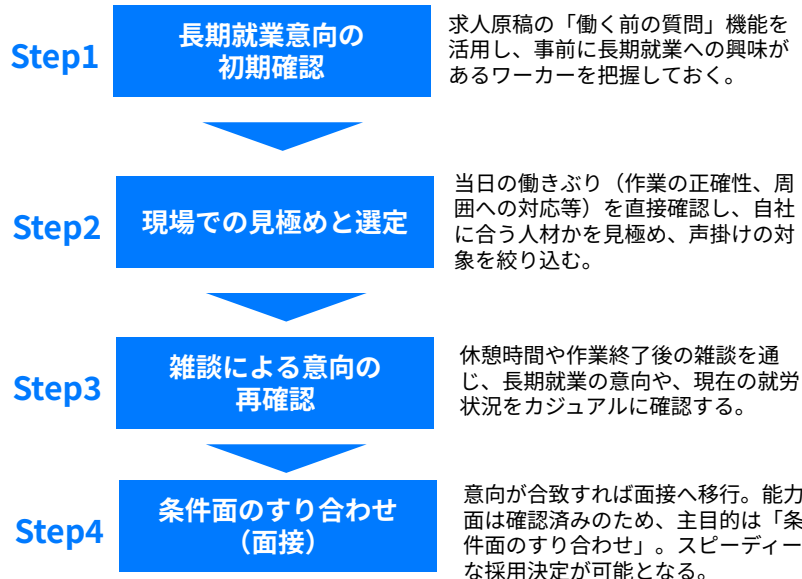 Step1
長期就業意向の
初期確認
求人原稿の「働く前の質問」機能を
活用し、事前に長期就業への興味が
あるワーカーを把握しておく。
Step2
現場での見極めと選定
当日の働きぶり（作業の正確性、周
囲への対応等）を直接確認し、自社
に合う人材かを見極め、声掛けの対
象を絞り込む。
Step3
雑談による意向の
再確認
休憩時間や作業終了後の雑談を通
じ、長期就業の意向や、現在の就労
状況をカジュアルに確認する。
Step4
条件面のすり合わせ
（面接）
意向が合致すれば面接へ移行。能力
面は確認済みのため、主目的は「条
件面のすり合わせ」。スピーディー
な採用決定が可能となる。